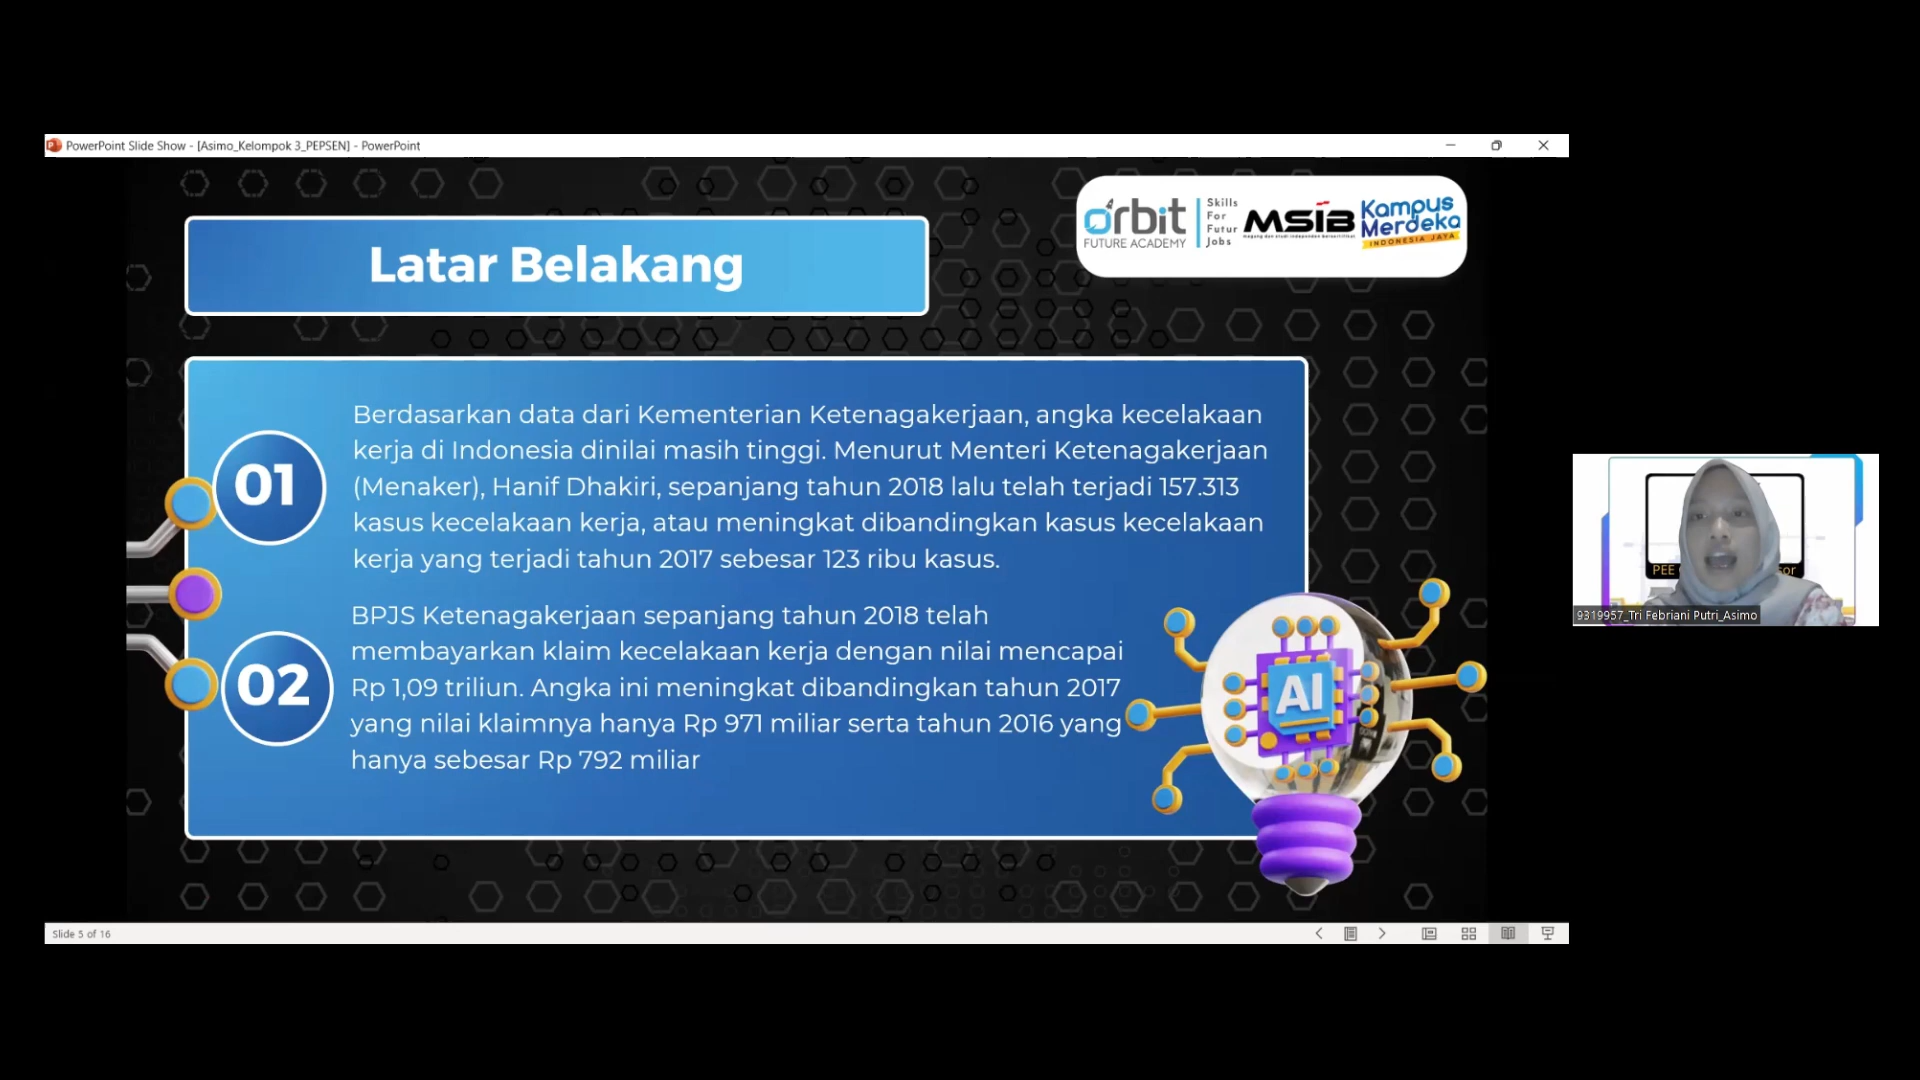 PowerPoint Slide Show - [Asimo_Kelompok 3_PEPSEN] - PowerPoint
Latar Belakang
orbit
FUTURE ACADEMY
Skills
For
Futur
Jobs
MSIB
Kampus
Merdeka
INDONESIA JAYA
01
Berdasarkan data dari Kementerian Ketenagakerjaan, angka kecelakaan
kerja di Indonesia dinilai masih tinggi. Menurut Menteri Ketenagakerjaan
(Menaker), Hanif Dhakiri, sepanjang tahun 2018 lalu telah terjadi 157.313
kasus kecelakaan kerja, atau meningkat dibandingkan kasus kecelakaan
kerja yang terjadi tahun 2017 sebesar 123 ribu kasus.
02
BPJS Ketenagakerjaan sepanjang tahun 2018 telah
membayarkan klaim kecelakaan kerja dengan nilai mencapai
Rp 1,09 triliun. Angka ini meningkat dibandingkan tahun 2017
yang nilai klaimnya hanya Rp 971 miliar serta tahun 2016 yang
hanya sebesar Rp 792 miliar
AI
PEE
sor
9319957_Tri Febriani Putri_Asimo
Slide 5 of 16